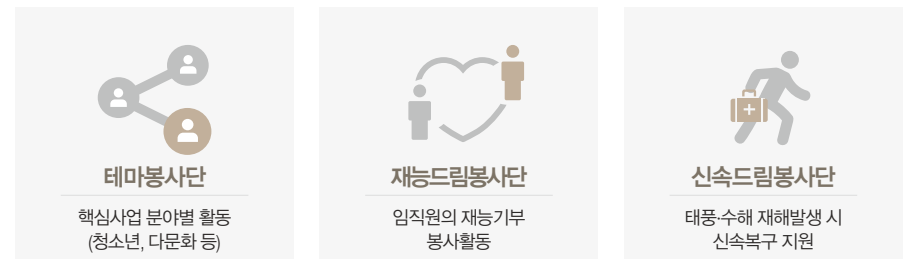 테마봉사단
핵심사업 분야별 활동
(청소년, 다문화 등)
재능드림봉사단
임직원의 재능기부
봉사활동
신속드림봉사단
태풍·수해 재해발생 시
신속복구 지원